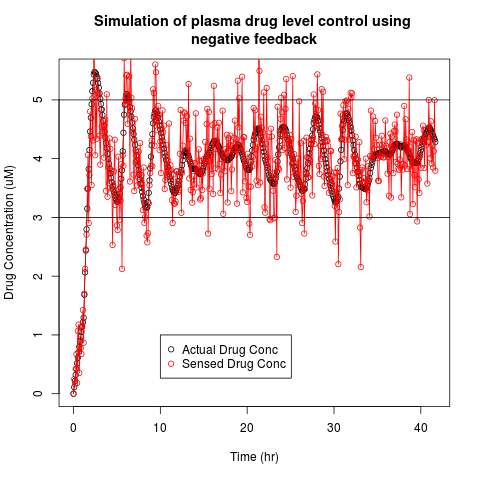 Simulation of plasma drug level control using
negative feedback
Drug Concentration (uM)
5
4
3
2
1
0
Actual Drug Conc
Sensed Drug Conc
0 10 20 30 40
Time (hr)